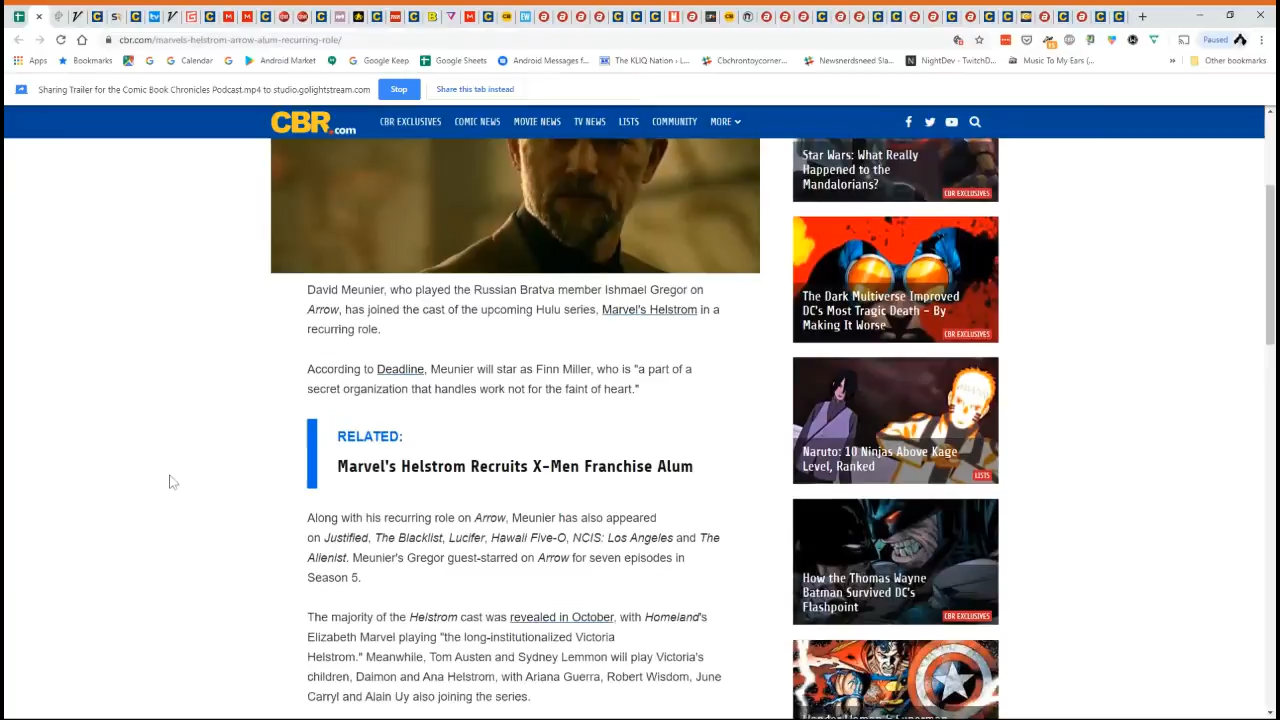 cbr.com/marvels-helstrom-arrow-alum-recurring-role/
Paused
Apps
Bookmarks
Calendar
Android Market
Google Keep
Google Sheets
Android Messages f...
The KLIQ Nation › L...
Cbchrontoycorner...
Newsnerdsneed Sla...
NightDev - TwitchD...
Music To My Ears (...
»
Other bookmarks
Sharing Trailer for the Comic Book Chronicles Podcast.mp4 to studio.golightstream.com
Stop
Share this tab instead
CBR.com
CBR EXCLUSIVES
COMIC NEWS
MOVIE NEWS
TV NEWS
LISTS
COMMUNITY
MORE
David Meunier, who played the Russian Bratva member Ishmael Gregor on
Arrow, has joined the cast of the upcoming Hulu series, Marvel's Helstrom in a
recurring role.
According to Deadline, Meunier will star as Finn Miller, who is "a part of a
secret organization that handles work not for the faint of heart."
RELATED:
Marvel's Helstrom Recruits X-Men Franchise Alum
Along with his recurring role on Arrow, Meunier has also appeared
on Justified, The Blacklist, Lucifer, Hawaii Five-O, NCIS: Los Angeles and The
Alienist. Meunier's Gregor guest-starred on Arrow for seven episodes in
Season 5.
The majority of the Helstrom cast was revealed in October, with Homeland's
Elizabeth Marvel playing "the long-institutionalized Victoria
Helstrom." Meanwhile, Tom Austen and Sydney Lemmon will play Victoria's
children, Daimon and Ana Helstrom, with Ariana Guerra, Robert Wisdom, June
Carryl and Alain Uy also joining the series.
Star Wars: What Really
Happened to the
Mandalorians?
CBR EXCLUSIVES
The Dark Multiverse Improved
DC's Most Tragic Death – By
Making It Worse
CBR EXCLUSIVES
Naruto: 10 Ninjas Above Kage
Level, Ranked
LISTS
How the Thomas Wayne
Batman Survived DC's
Flashpoint
CBR EXCLUSIVES